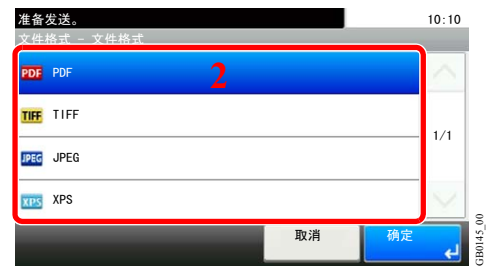 准备发送。 10:10
文件格式 - 文件格式
PDF PDF 2
TIFF TIFF
1/1
JPEG JPEG
XPS XPS
取消 确定
GB0145_00